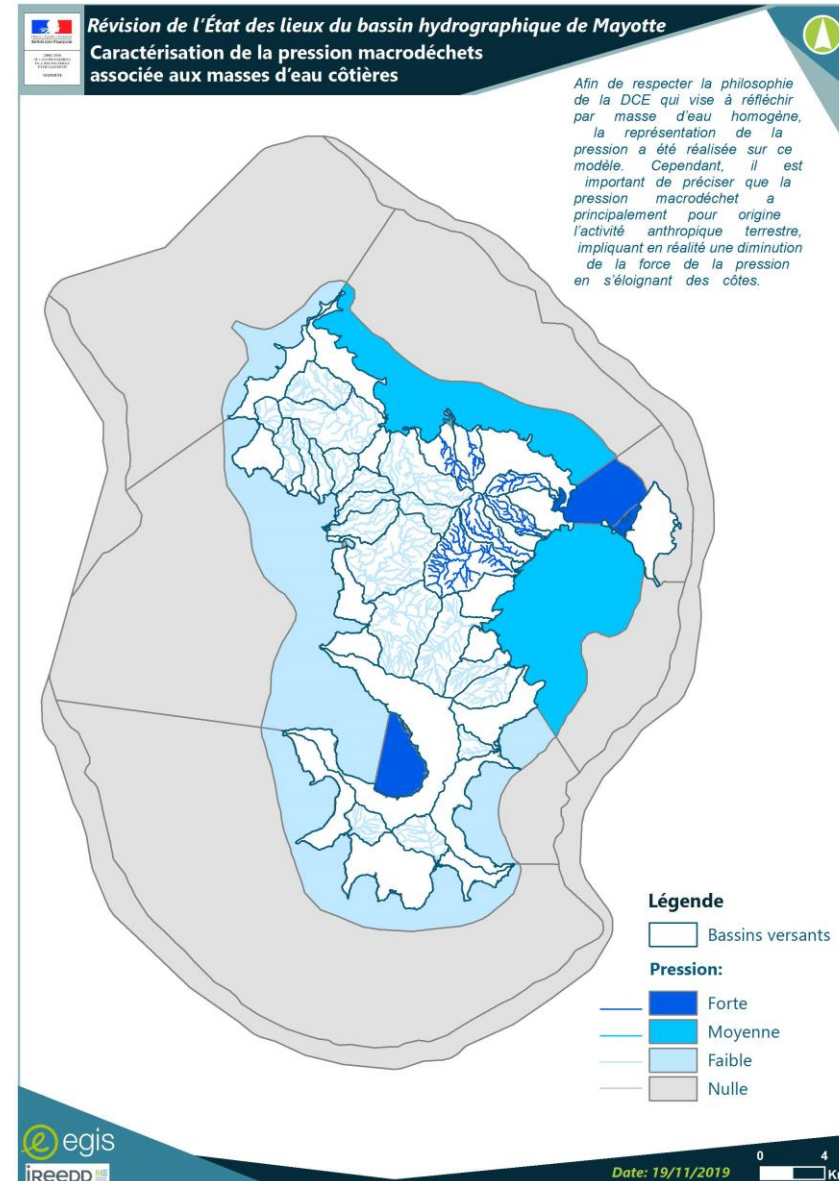 Révision de l'État des lieux du bassin hydrographique de Mayotte
Caractérisation de la pression macrodéchets
associée aux masses d'eau côtières
RÉPUBLIQUE FRANÇAISE
MAYOTTE
Afin de respecter la philosophie
de la DCE qui vise à réfléchir
par masse d'eau homogène,
la représentation de la
pression a été réalisée sur ce
modèle. Cependant, il est
important de préciser que la
pression macrodéchet a
principalement pour origine
l'activité anthropique terrestre,
impliquant en réalité une diminution
de la force de la pression
en s'éloignant des côtes.
Légende
Bassins versants
Pression:
Forte
Moyenne
Faible
Nulle
egis
iReedd
Date: 19/11/2019
0 4